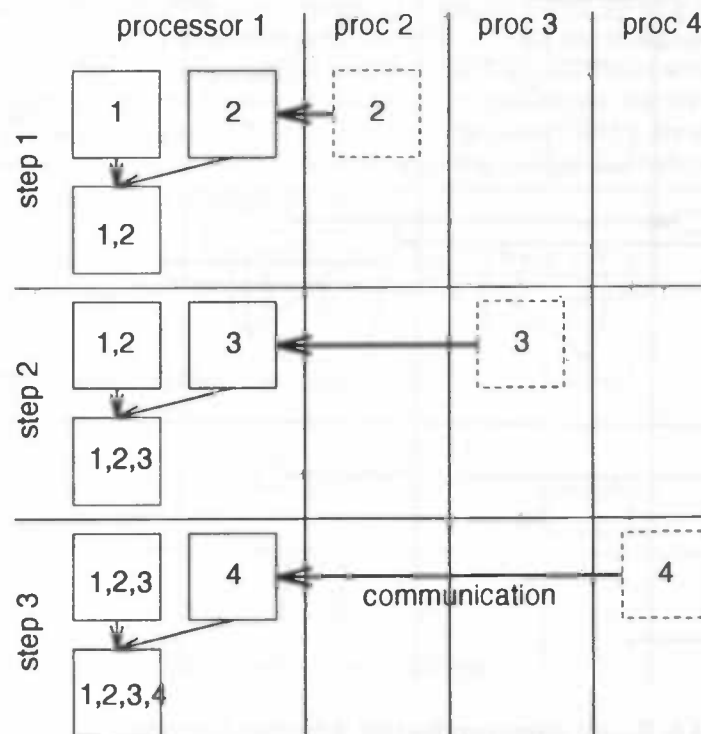 processor 1 proc 2 proc 3 proc 4
step 1
1 2 2
1,2
step 2
1,2 3 3
1,2,3
step 3
1,2,3 4 4
communication
1,2,3,4